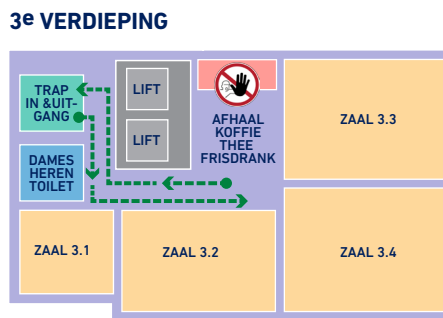 3e VERDIEPING
TRAP
IN &UIT-
GANG
LIFT
LIFT
AFHAAL
KOFFIE
THEE
FRISDRANK
ZAAL 3.3
DAMES
HEREN
TOILET
ZAAL 3.1
ZAAL 3.2
ZAAL 3.4